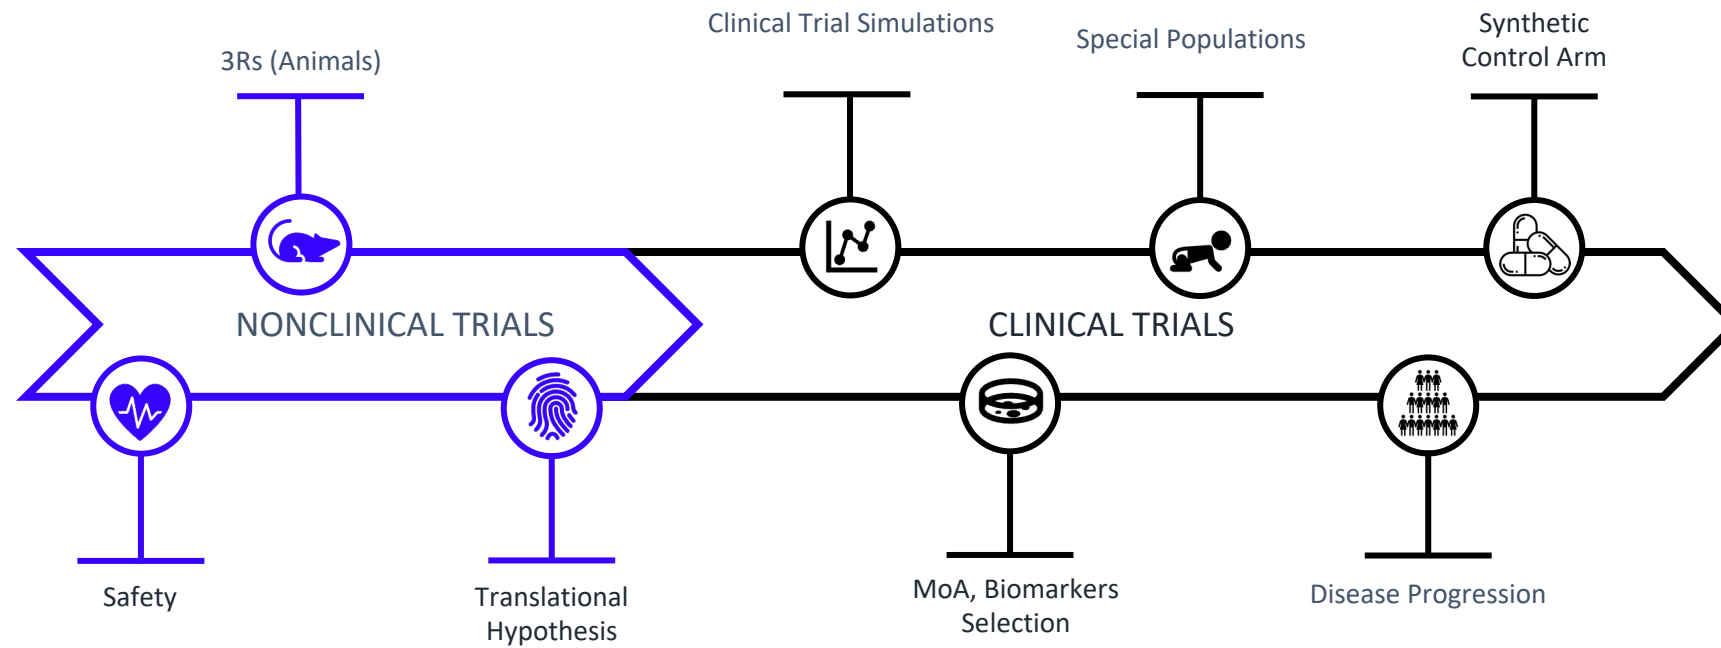 Clinical Trial Simulations
Special Populations
Synthetic
Control Arm
3Rs (Animals)
NONCLINICAL TRIALS
CLINICAL TRIALS
Safety
Translational
Hypothesis
MoA, Biomarkers
Selection
Disease Progression